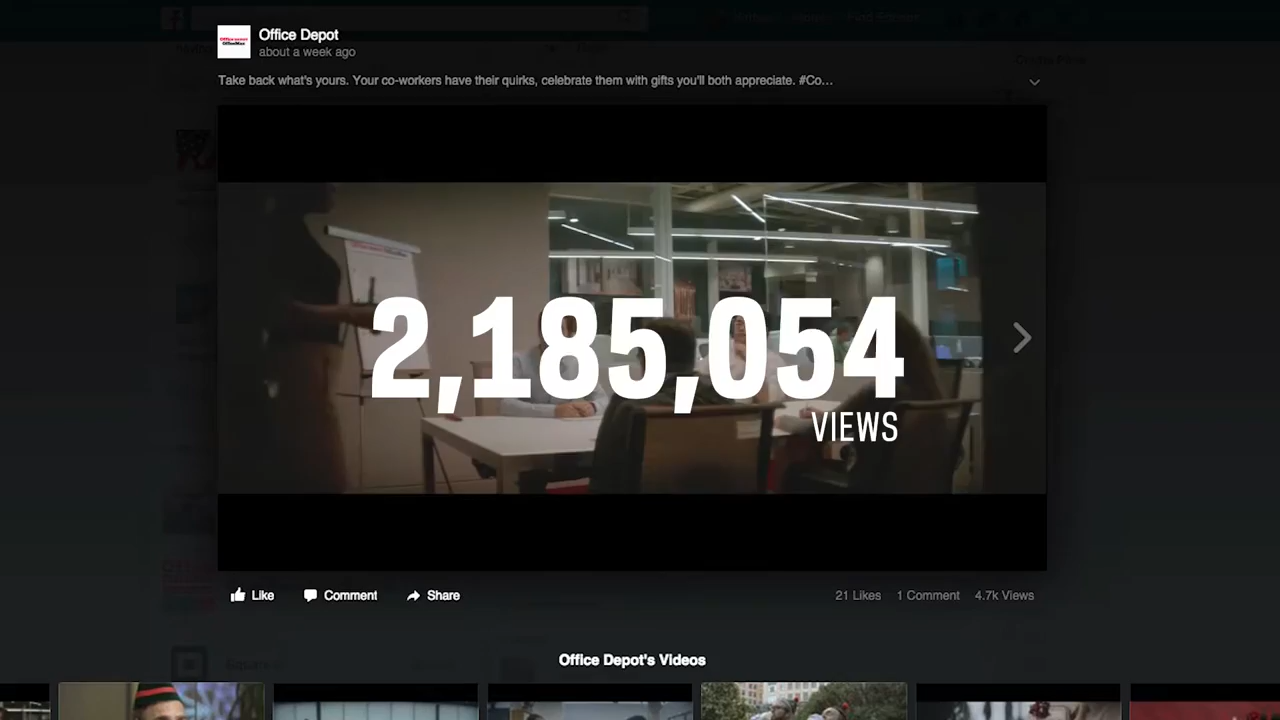 Office Depot
about a week ago
Take back what's yours. Your co-workers have their quirks, celebrate them with gifts you'll both appreciate. #Co...
2,185,054
VIEWS
Like Comment Share 21 Likes 1 Comment 4.7k Views
Office Depot's Videos